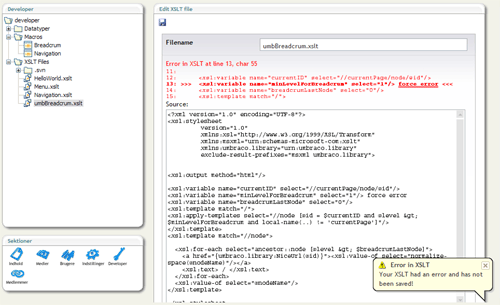 Developer
developer
Datatyper
Macros
Breadcrum
Navigation
XSLT Files
.svn
HelloWorld.xslt
Menu.xslt
Navigation.xslt
umbBreadcrum.xslt
Sektioner
Indhold
Medier
Brugere
Indstillinger
Developer
Medlemmer
Edit XSLT file
Filename
umbBreadcrum.xslt
Error in XSLT at line 13, char 55
11:
12: <xsl:variable name="currentID" select="//currentPage/node/@id"/>
13: >>> <xsl:variable name="minLevelForBreadcrum" select="1"/> force error <<<
14: <xsl:variable name="breadcrumLastNode" select="0"/>
15: <xsl:template match="/">
Source:
<?xml version="1.0" encoding="UTF-8"?>
<xsl:stylesheet
version="1.0"
xmlns:xsl="http://www.w3.org/1999/XSL/Transform"
xmlns:msxml="urn:schemas-microsoft-com:xslt"
xmlns:umbraco.library="urn:umbraco.library"
exclude-result-prefixes="msxml umbraco.library">
<xsl:output method="html"/>
<xsl:variable name="currentID" select="//currentPage/node/@id"/>
<xsl:variable name="minLevelForBreadcrum" select="1"/> force error
<xsl:variable name="breadcrumLastNode" select="0"/>
<xsl:template match="/">
<xsl:apply-templates select="//node [@id = $currentID and @level &gt;
$minLevelForBreadcrum and local-name(..) != 'currentPage']"/>
</xsl:template>
<xsl:template match="//node">
<xsl:for-each select="ancestor::node [@level &gt; $breadcrumLastNode]">
<a href="{umbraco.library:NiceUrl(@id)}"><xsl:value-of select="normalize-
space(@nodeName)"/></a>
<xsl:text> / </xsl:text>
</xsl:for-each>
<xsl:value-of select="@nodeName"/>
</xsl:template>
</xsl:stylesheet>
Error in XSLT
Your XSLT had an error and has not
been saved!